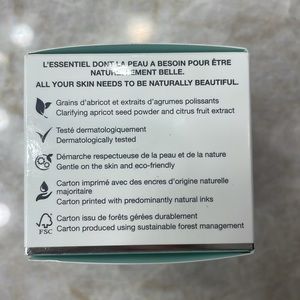 L'ESSENTIEL DONT LA PEAU A BESOIN POUR ÊTRE
NATURELLEMENT BELLE.
ALL YOUR SKIN NEEDS TO BE NATURALLY BEAUTIFUL.
Grains d'abricot et extraits d'agrumes polissants
Clarifying apricot seed powder and citrus fruit extract
Testé dermatologiquement
Dermatologically tested
Démarche respectueuse de la peau et de la nature
Gentle on the skin and eco-friendly
Carton imprimé avec des encres d'origine naturelle
majoritaire
Carton printed with predominantly natural inks
Carton issu de forêts gérées durablement
Carton produced using sustainable forest management
FSC